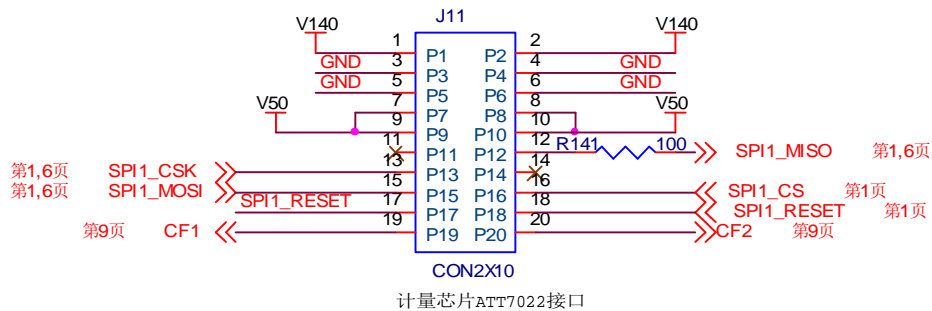 J11
V140 V140
1 P1 P2 2
GND 3 P3 P4 4 GND
GND 5 P5 P6 6 GND
V50 7 P7 P8 8 V50
9 P9 P10 10
11 P11 P12 12 R141 100 SPI1_MISO 第1,6页
第1,6页 SPI1_CSK 13 P13 P14 14
第1,6页 SPI1_MOSI 15 P15 P16 16 SPI1_CS 第1页
SPI1_RESET 17 P17 P18 18 SPI1_RESET 第1页
第9页 CF1 19 P19 P20 20 CF2 第9页
CON2X10
计量芯片ATT7022接口